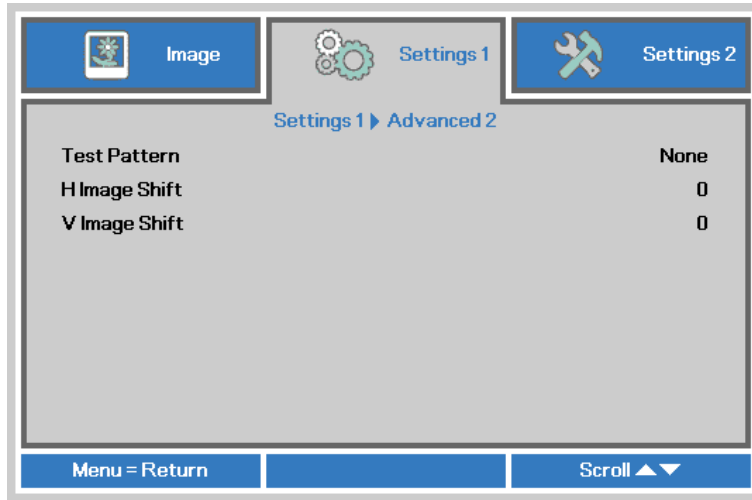 Image
Settings 1
Settings 2
Settings 1 ▶ Advanced 2
Test Pattern None
H Image Shift 0
V Image Shift 0
Menu = Return
Scroll ▲▼